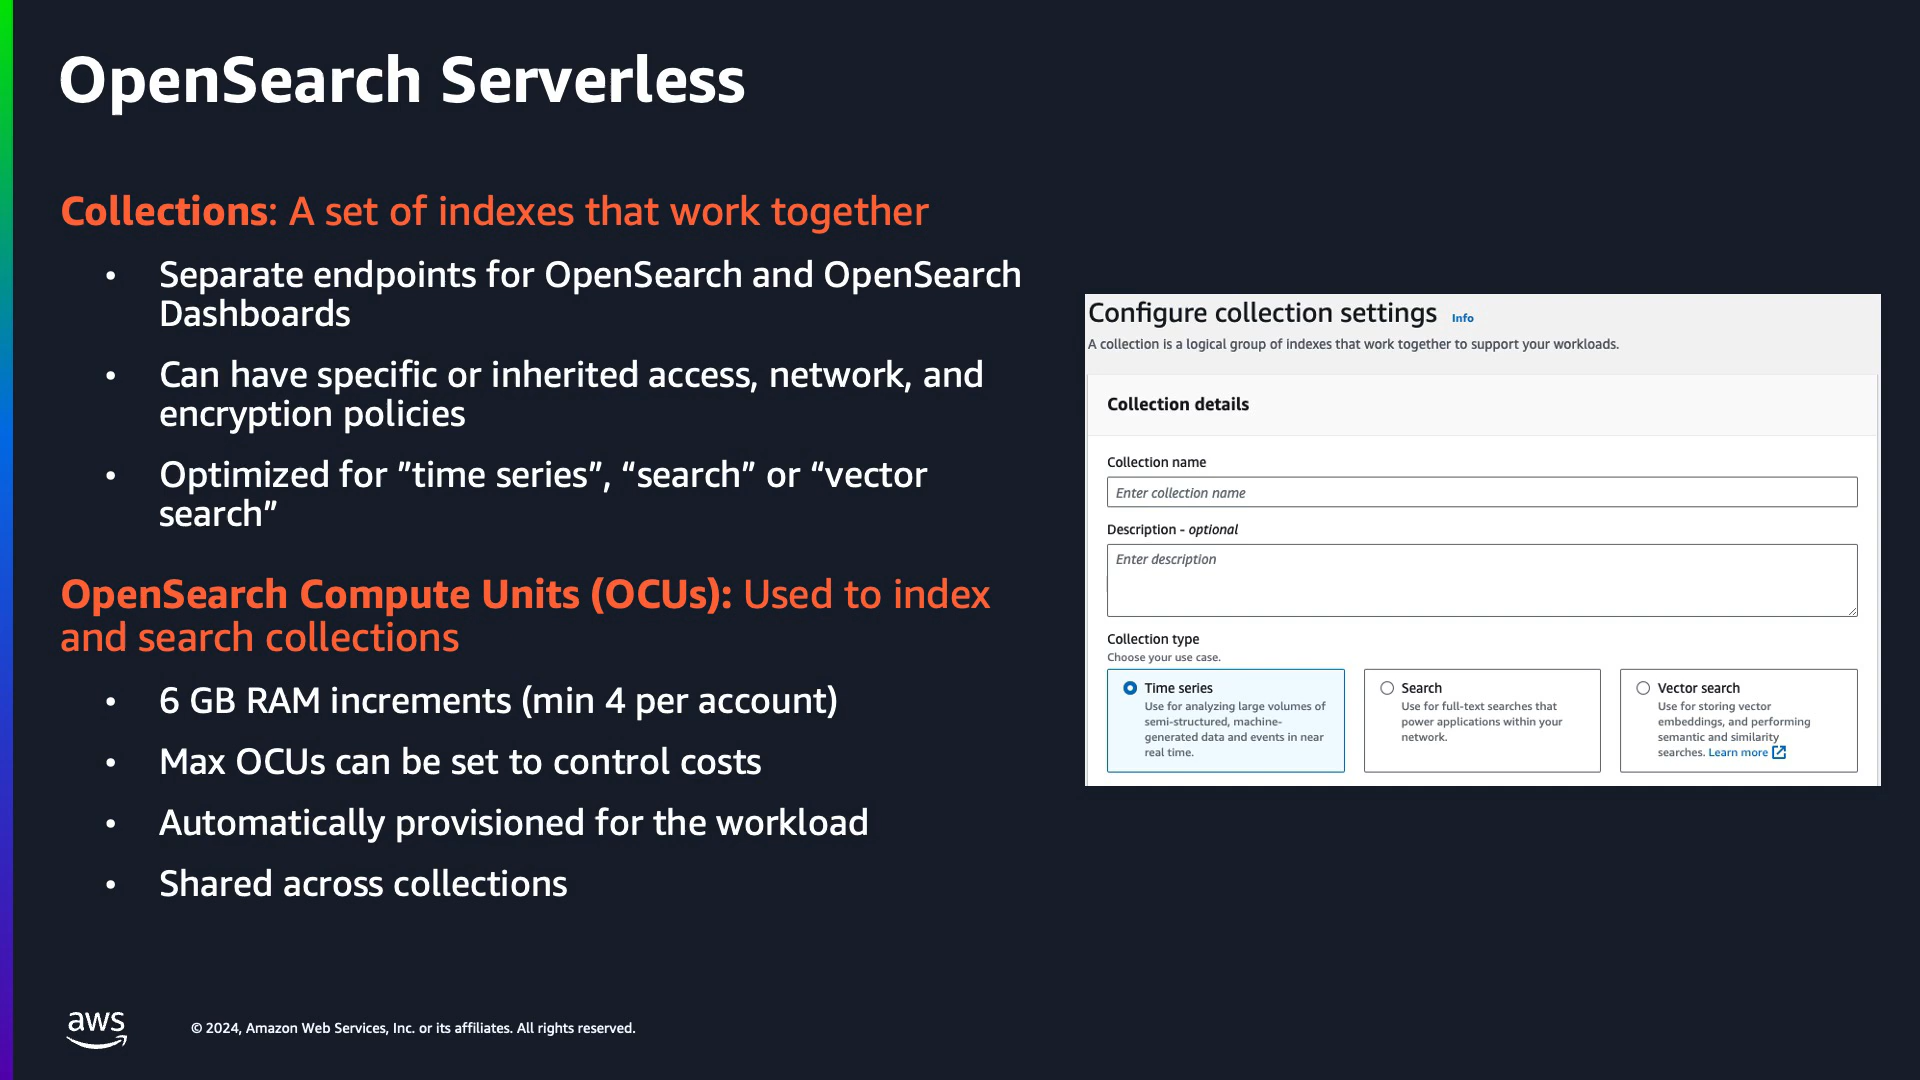 OpenSearch Serverless
Collections: A set of indexes that work together
• Separate endpoints for OpenSearch and OpenSearch
Dashboards
• Can have specific or inherited access, network, and
encryption policies
• Optimized for ”time series”, “search” or “vector
search”
OpenSearch Compute Units (OCUs): Used to index
and search collections
• 6 GB RAM increments (min 4 per account)
• Max OCUs can be set to control costs
• Automatically provisioned for the workload
• Shared across collections
Configure collection settings Info
A collection is a logical group of indexes that work together to support your workloads.
Collection details
Collection name
Enter collection name
Description - optional
Enter description
Collection type
Choose your use case.
Time series
Use for analyzing large volumes of
semi-structured, machine-
generated data and events in near
real time.
Search
Use for full-text searches that
power applications within your
network.
Vector search
Use for storing vector
embeddings, and performing
semantic and similarity
searches. Learn more
aws
© 2024, Amazon Web Services, Inc. or its affiliates. All rights reserved.